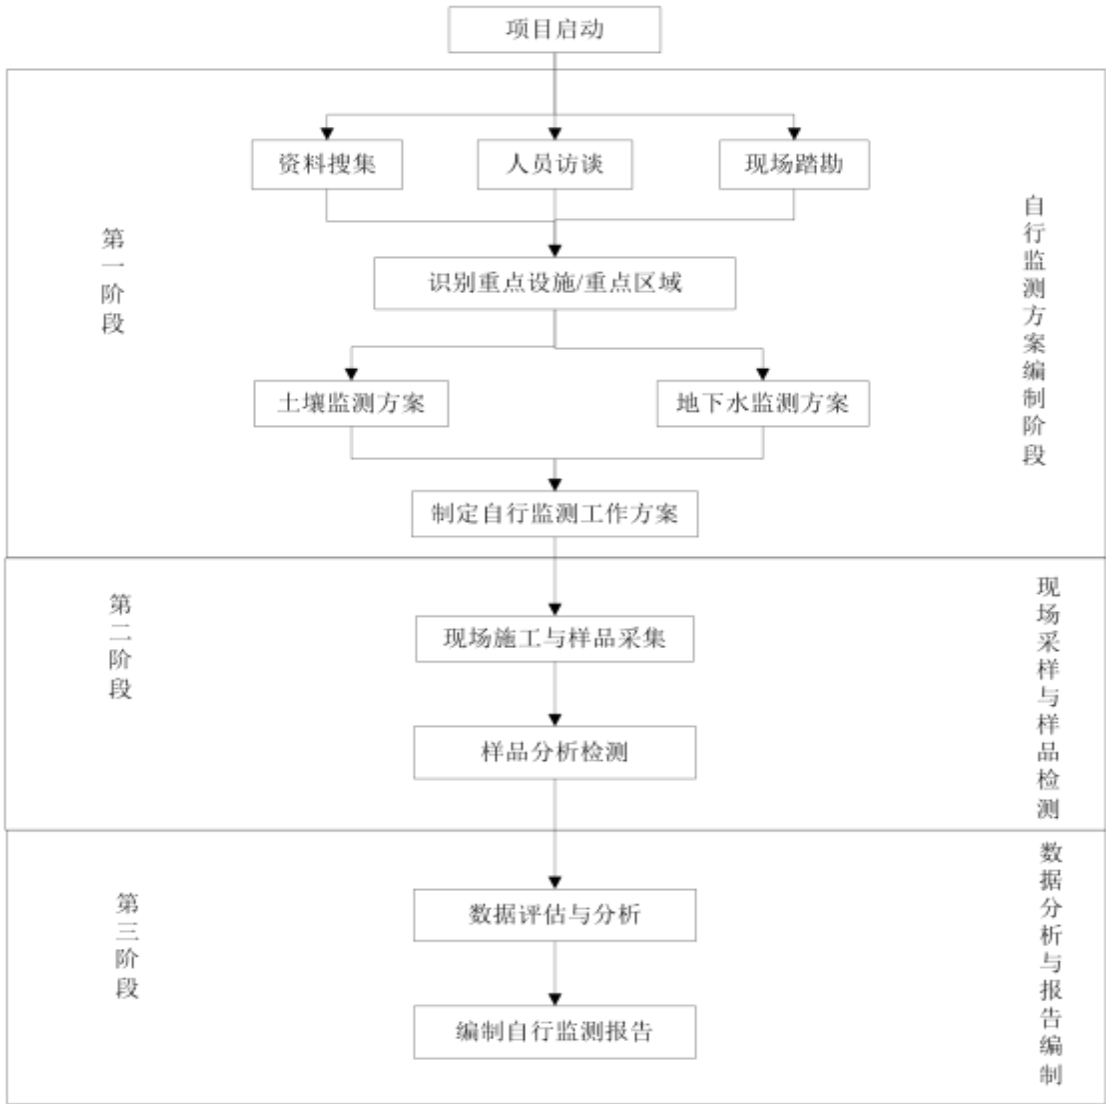 项目启动
资料搜集
人员访谈
现场踏勘
第一阶段
自行监测方案编制阶段
识别重点设施/重点区域
土壤监测方案
地下水监测方案
制定自行监测工作方案
第二阶段
现场采样与样品检测
现场施工与样品采集
样品分析检测
第三阶段
数据分析与报告编制
数据评估与分析
编制自行监测报告